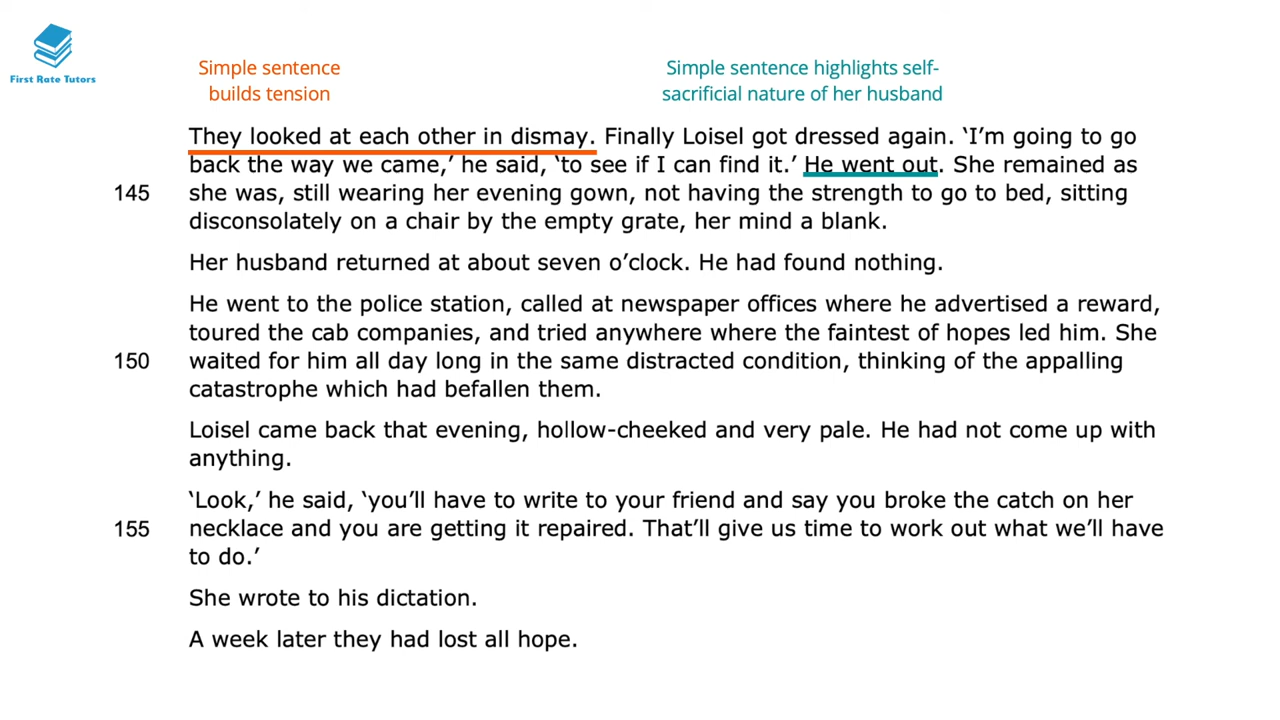 First Rate Tutors
Simple sentence
builds tension
Simple sentence highlights self-
sacrificial nature of her husband
They looked at each other in dismay. Finally Loisel got dressed again. ‘I’m going to go
back the way we came,’ he said, ‘to see if I can find it.’ He went out. She remained as
145 she was, still wearing her evening gown, not having the strength to go to bed, sitting
disconsolately on a chair by the empty grate, her mind a blank.
Her husband returned at about seven o’clock. He had found nothing.
He went to the police station, called at newspaper offices where he advertised a reward,
toured the cab companies, and tried anywhere where the faintest of hopes led him. She
150 waited for him all day long in the same distracted condition, thinking of the appalling
catastrophe which had befallen them.
Loisel came back that evening, hollow-cheeked and very pale. He had not come up with
anything.
‘Look,’ he said, ‘you’ll have to write to your friend and say you broke the catch on her
155 necklace and you are getting it repaired. That’ll give us time to work out what we’ll have
to do.’
She wrote to his dictation.
A week later they had lost all hope.